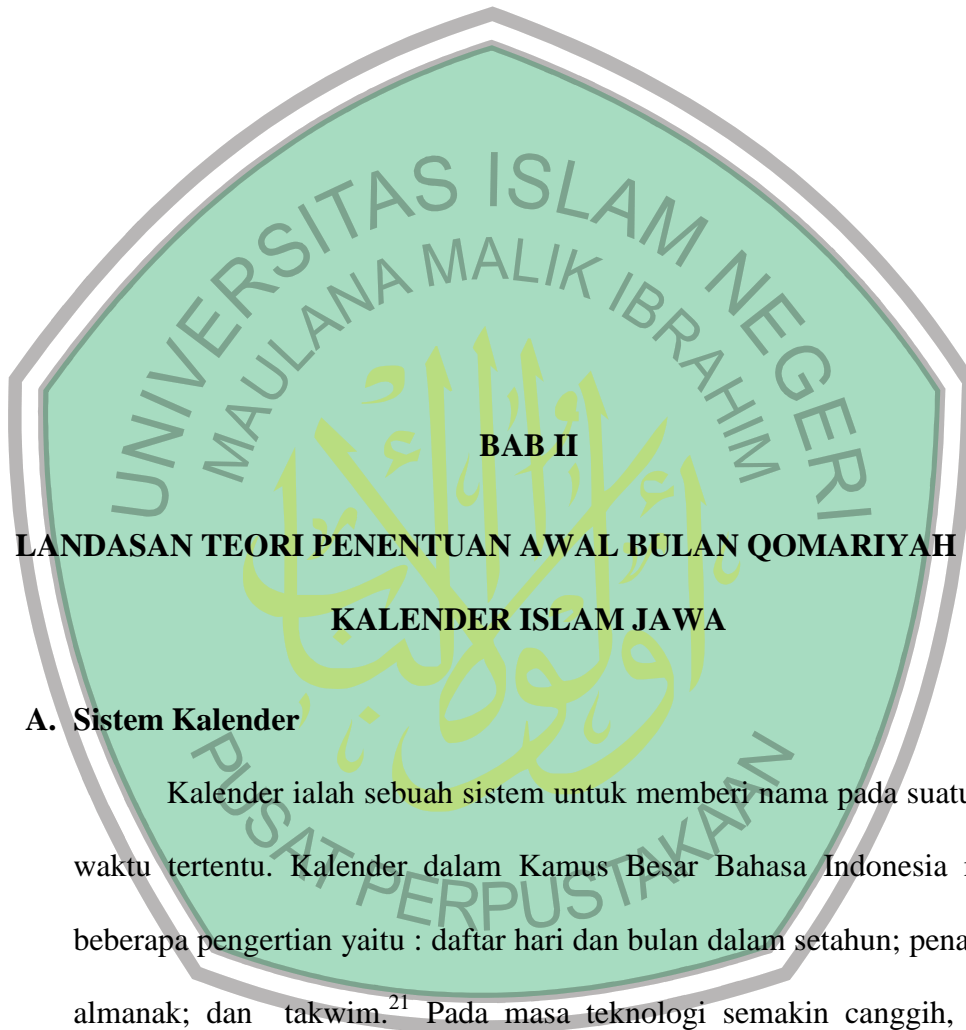 UNIVERSITAS ISLAM NEGERI
MAULANA MALIK IBRAHIM
BAB II
LANDASAN TEORI PENENTUAN AWAL BULAN QOMARIYAH
KALENDER ISLAM JAWA
A. Sistem Kalender
Kalender ialah sebuah sistem untuk memberi nama pada suatu
waktu tertentu. Kalender dalam Kamus Besar Bahasa Indonesia
beberapa pengertian yaitu : daftar hari dan bulan dalam setahun;
almanak; dan takwim.21 Pada masa teknologi semakin canggih,
PUSAT PERPUSTAKAAN